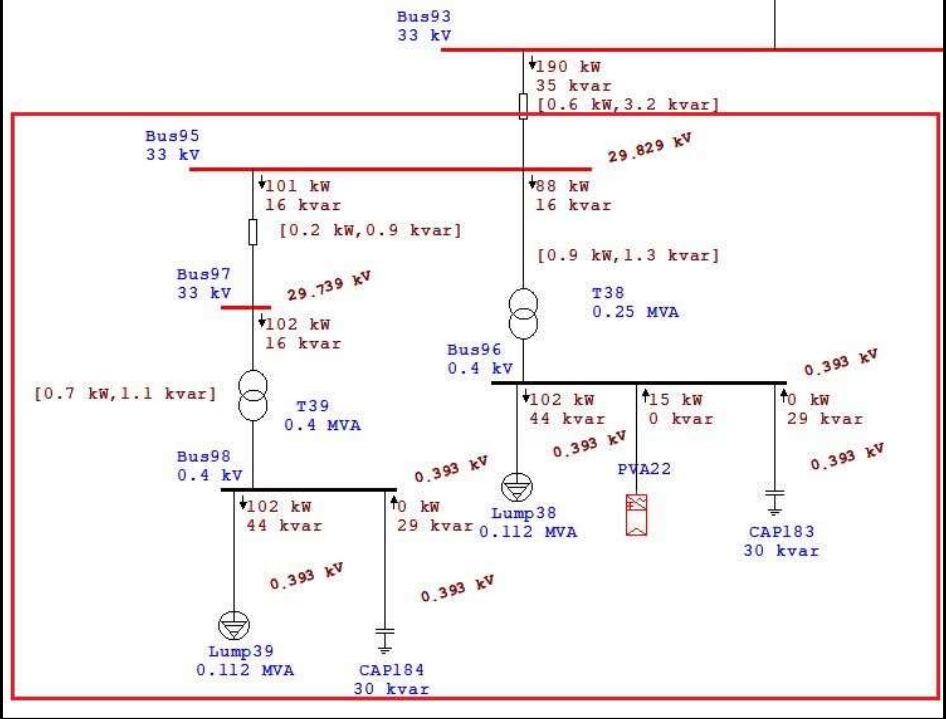 Bus93
33 kV
190 kW
35 kvar
[0.6 kW,3.2 kvar]
Bus95
33 kV
29.829 kV
101 kW
16 kvar
88 kW
16 kvar
[0.2 kW,0.9 kvar]
[0.9 kW,1.3 kvar]
Bus97
33 kV
29.739 kV
T38
0.25 MVA
102 kW
16 kvar
Bus96
0.4 kV
0.393 kV
[0.7 kW,1.1 kvar]
T39
0.4 MVA
102 kW
44 kvar
15 kW
0 kvar
0 kW
29 kvar
0.393 kV
0.393 kV
Bus98
0.4 kV
0.393 kV
PVA22
102 kW
44 kvar
0 kW
29 kvar
Lump38
0.112 MVA
CAP183
30 kvar
0.393 kV
0.393 kV
Lump39
0.112 MVA
CAP184
30 kvar